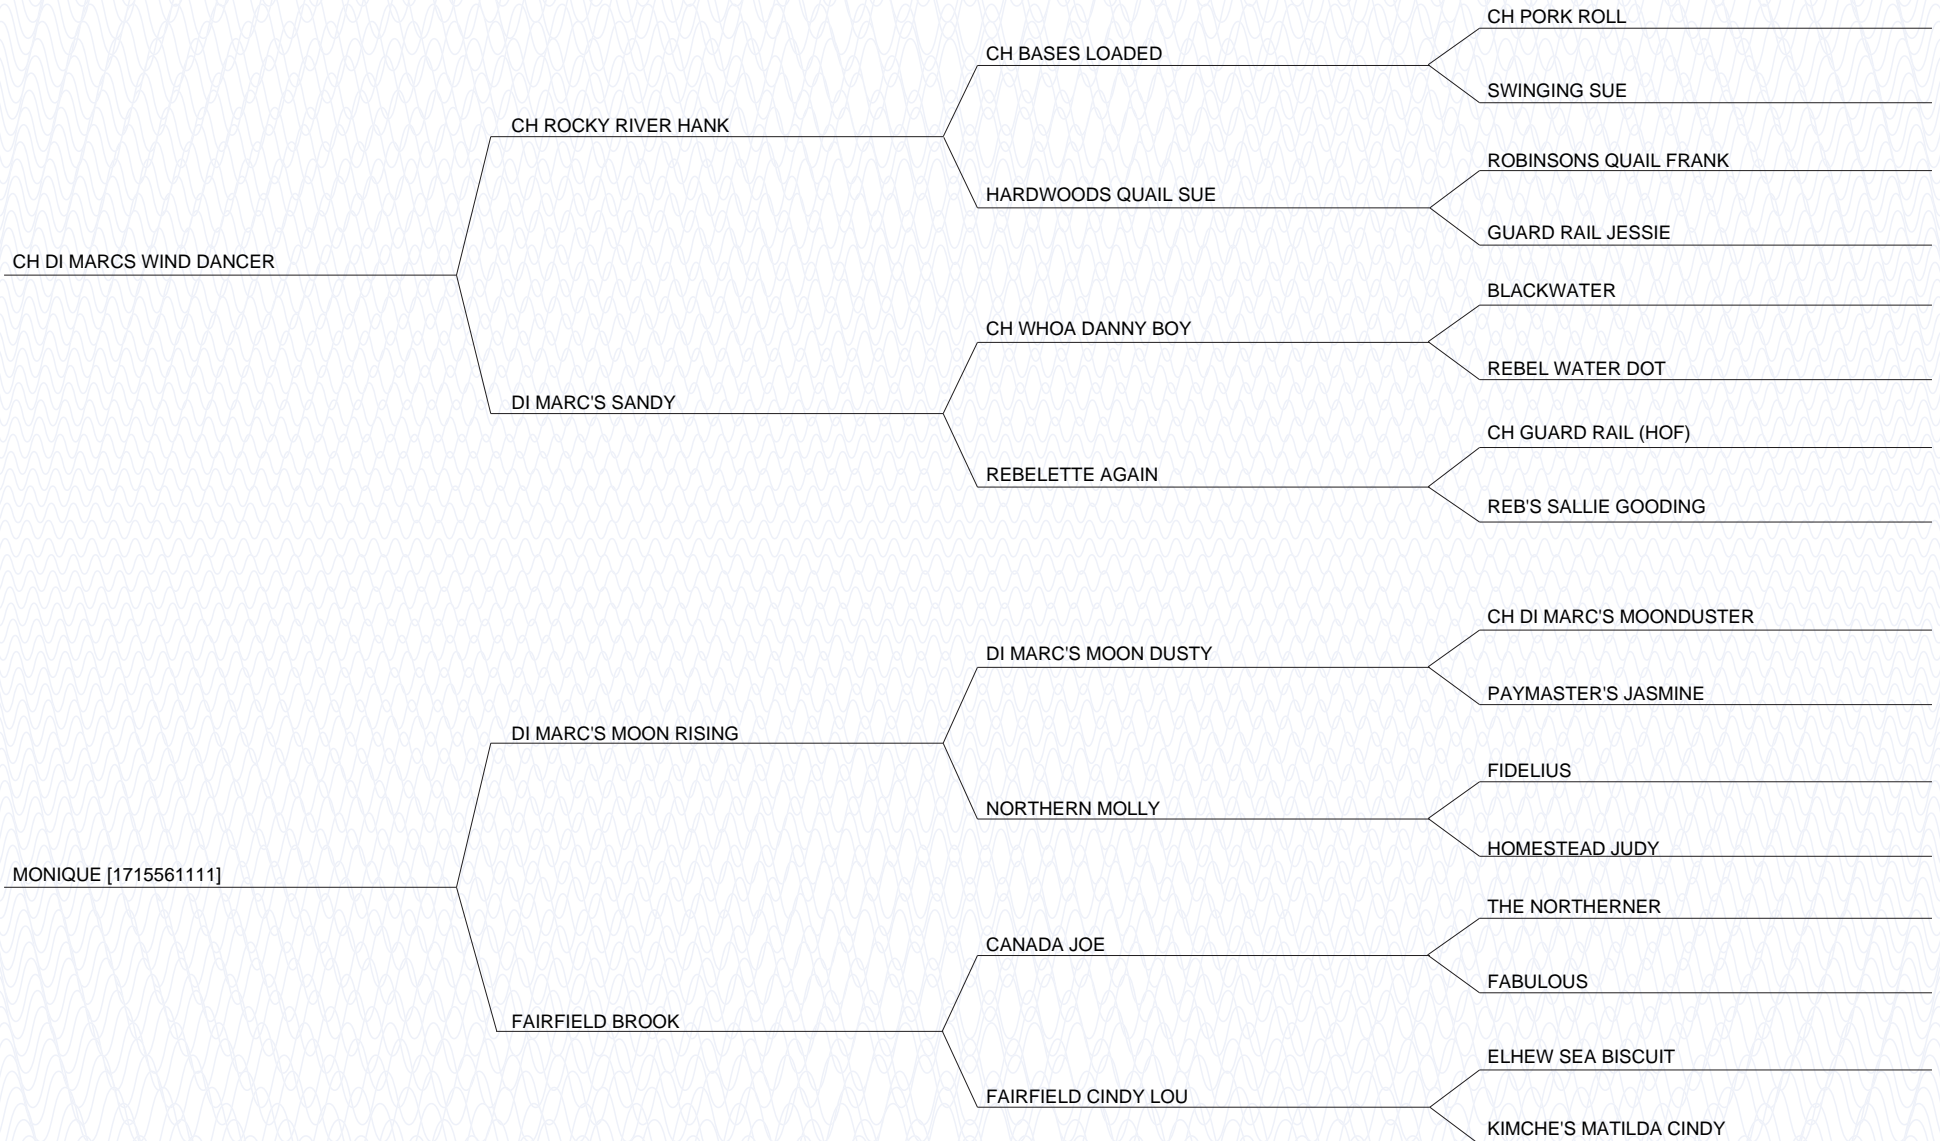 CH PORK ROLL
CH BASES LOADED
SWINGING SUE
CH ROCKY RIVER HANK
ROBINSONS QUAIL FRANK
HARDWOODS QUAIL SUE
GUARD RAIL JESSIE
CH DI MARCS WIND DANCER
BLACKWATER
CH WHOA DANNY BOY
REBEL WATER DOT
DI MARC'S SANDY
CH GUARD RAIL (HOF)
REBELETTE AGAIN
REB'S SALLIE GOODING
CH DI MARC'S MOONDUSTER
DI MARC'S MOON DUSTY
PAYMASTER'S JASMINE
DI MARC'S MOON RISING
FIDELIUS
NORTHERN MOLLY
HOMESTEAD JUDY
MONIQUE [1715561111]
THE NORTHERNER
CANADA JOE
FABULOUS
FAIRFIELD BROOK
ELHEW SEA BISCUIT
FAIRFIELD CINDY LOU
KIMCHE'S MATILDA CINDY